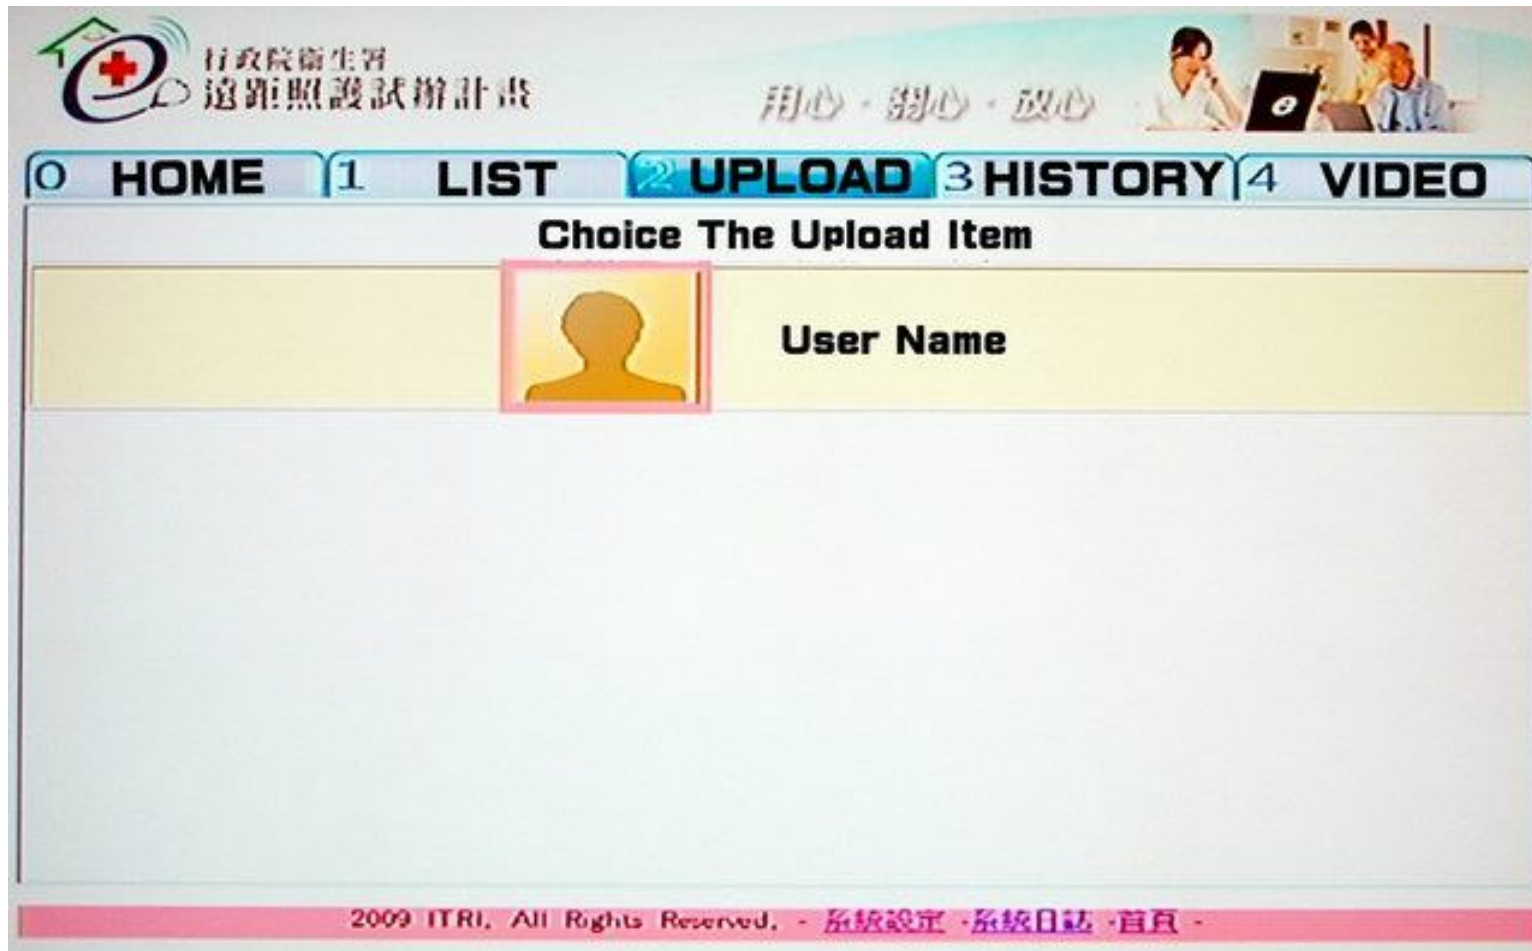 行政院衛生署
遠距照護試辦計畫
用心 · 關心 · 放心
0 HOME 1 LIST 2 UPLOAD 3 HISTORY 4 VIDEO
Choice The Upload Item
User Name
2009 ITRI. All Rights Reserved. - 系統設定 -系統日誌 -首頁 -